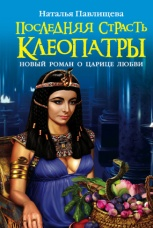 Наталья Павлищева
Последняя Страсть
Клеопатры
НОВЫЙ РОМАН О ЦАРИЦЕ ЛЮБВИ